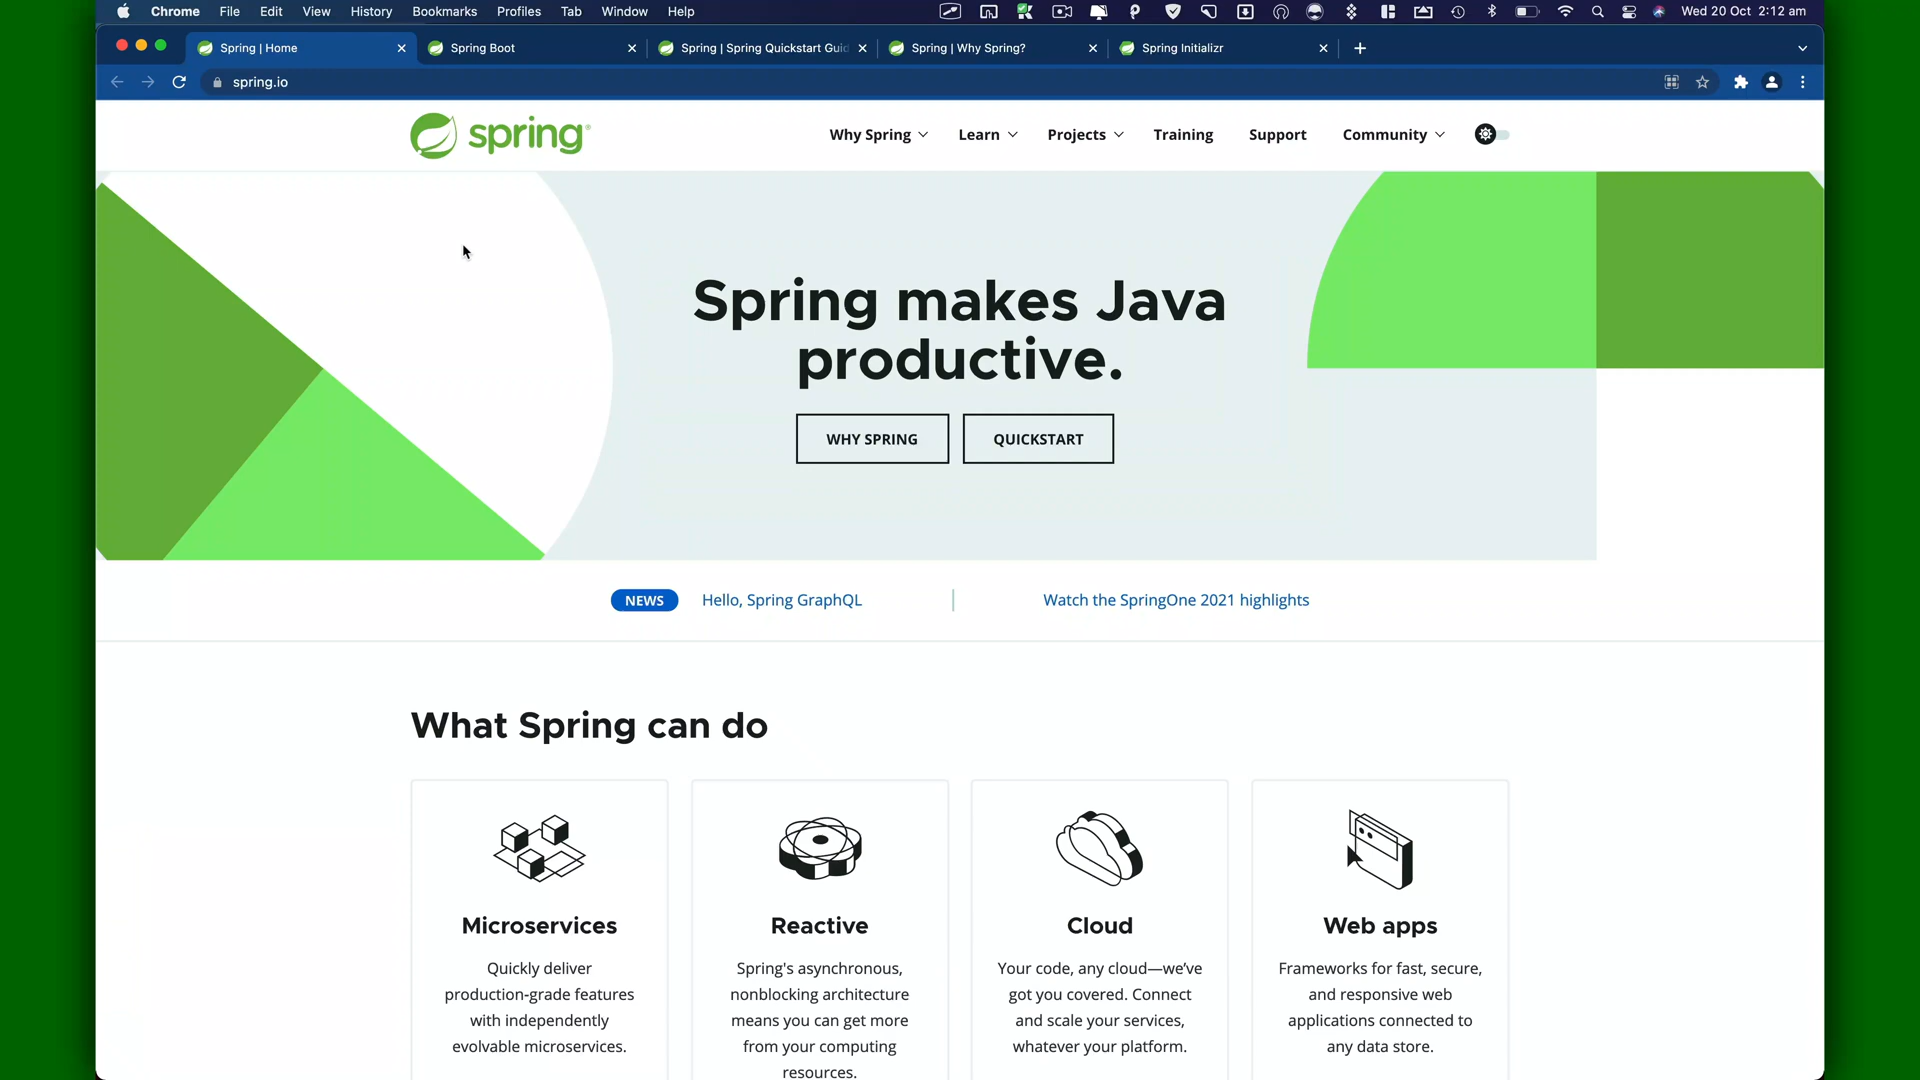 Chrome File Edit View History Bookmarks Profiles Tab Window Help Wed 20 Oct 2:12 am
Spring | Home Spring Boot Spring | Spring Quickstart Guid Spring | Why Spring? Spring Initializr
spring.io
spring Why Spring Learn Projects Training Support Community
Spring makes Java
productive.
WHY SPRING QUICKSTART
NEWS Hello, Spring GraphQL Watch the SpringOne 2021 highlights
What Spring can do
Microservices
Quickly deliver
production-grade features
with independently
evolvable microservices.
Reactive
Spring's asynchronous,
nonblocking architecture
means you can get more
from your computing
resources.
Cloud
Your code, any cloud—we’ve
got you covered. Connect
and scale your services,
whatever your platform.
Web apps
Frameworks for fast, secure,
and responsive web
applications connected to
any data store.